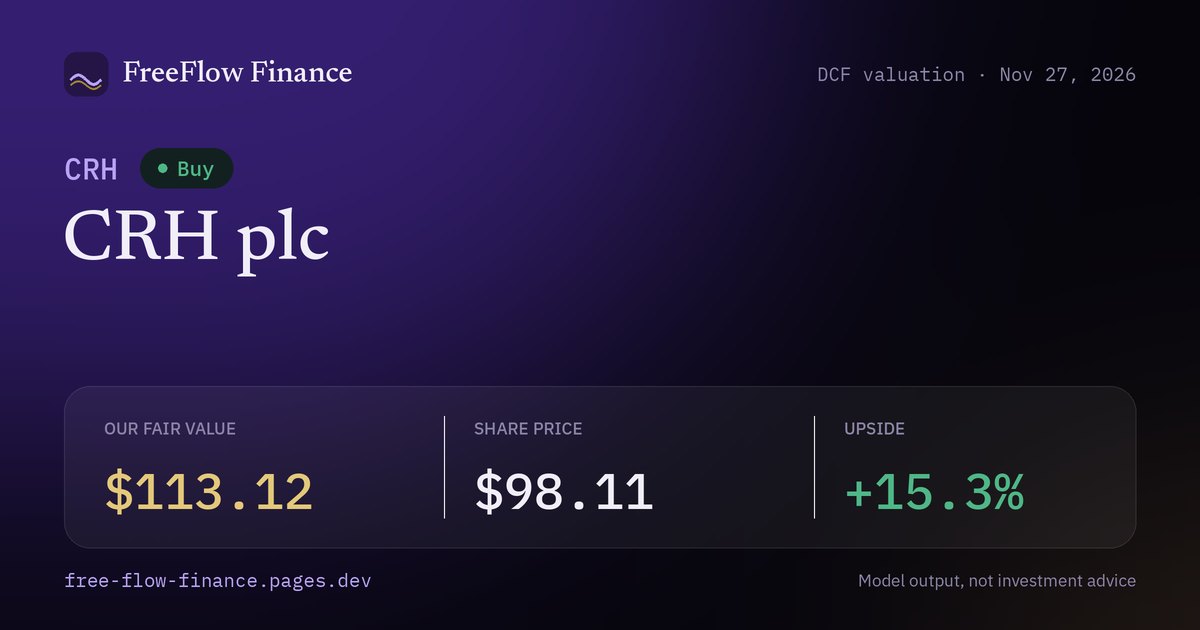 FreeFlow Finance
DCF valuation · Nov 27, 2026
CRH
Buy
CRH plc
OUR FAIR VALUE
$113.12
SHARE PRICE
$98.11
UPSIDE
+15.3%
free-flow-finance.pages.dev
Model output, not investment advice